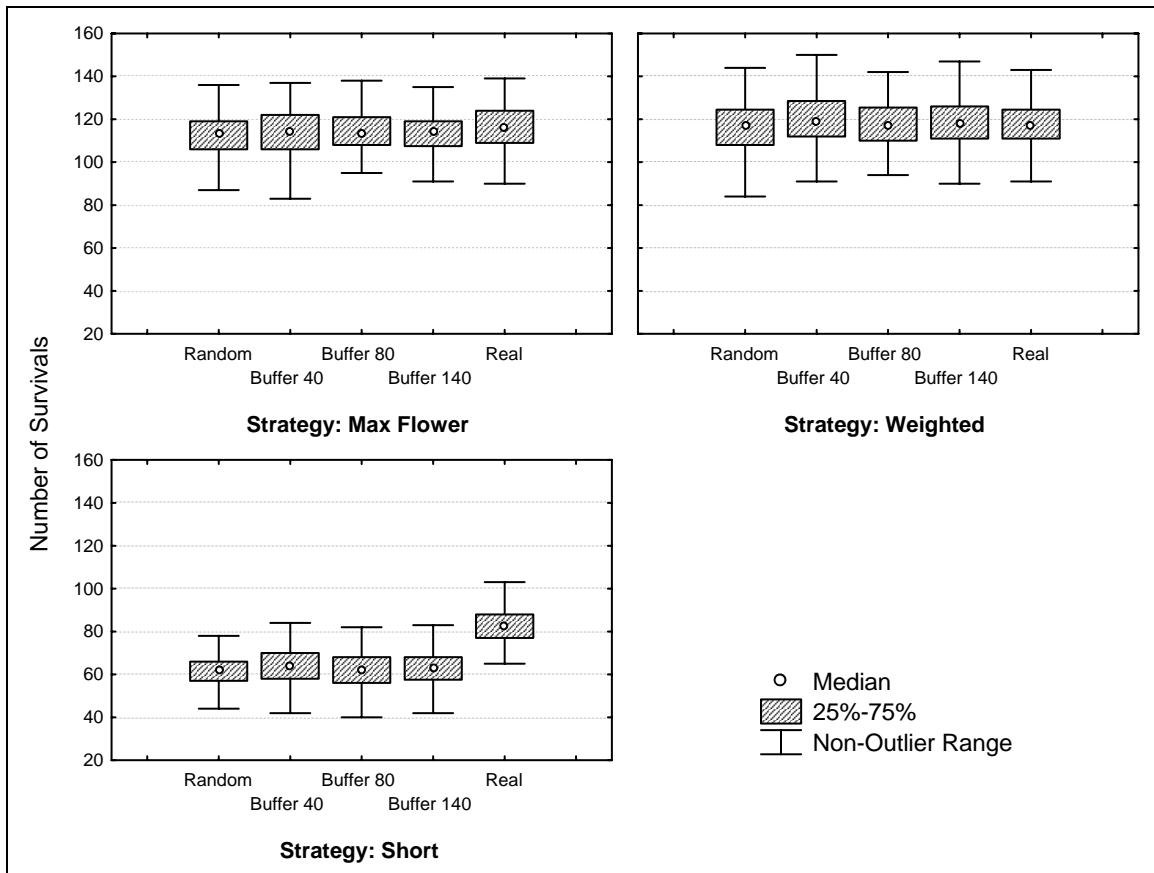 Number of Survivals
160
140
120
100
80
60
40
20
Random
Buffer 40
Buffer 80
Buffer 140
Real
Strategy: Max Flower
Random
Buffer 40
Buffer 80
Buffer 140
Real
Strategy: Weighted
160
140
120
100
80
60
40
20
Random
Buffer 40
Buffer 80
Buffer 140
Real
Strategy: Short
Median
25%-75%
Non-Outlier Range